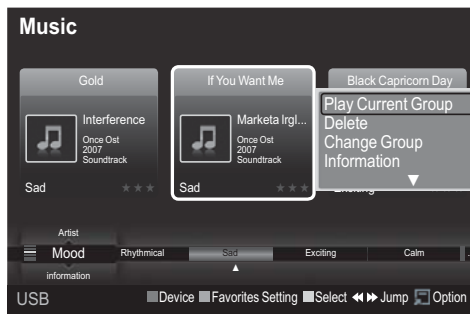 Music
Gold
If You Want Me
Black Capricorn Day
Interference
Once Ost
2007
Soundtrack
Sad
Marketa Irgl...
Once Ost
2007
Soundtrack
Sad
Play Current Group
Delete
Change Group
Information
Exciting
Artist
Mood
Rhythmical
Sad
Exciting
Calm
information
USB
Device Favorites Setting Select Jump Option